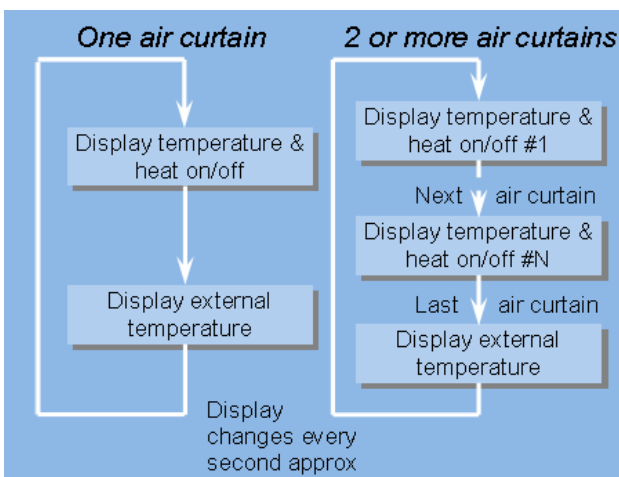 One air curtain
Display temperature &
heat on/off
Display external
temperature
2 or more air curtains
Display temperature &
heat on/off #1
Next air curtain
Display temperature &
heat on/off #N
Last air curtain
Display external
temperature
Display
changes every
second approx